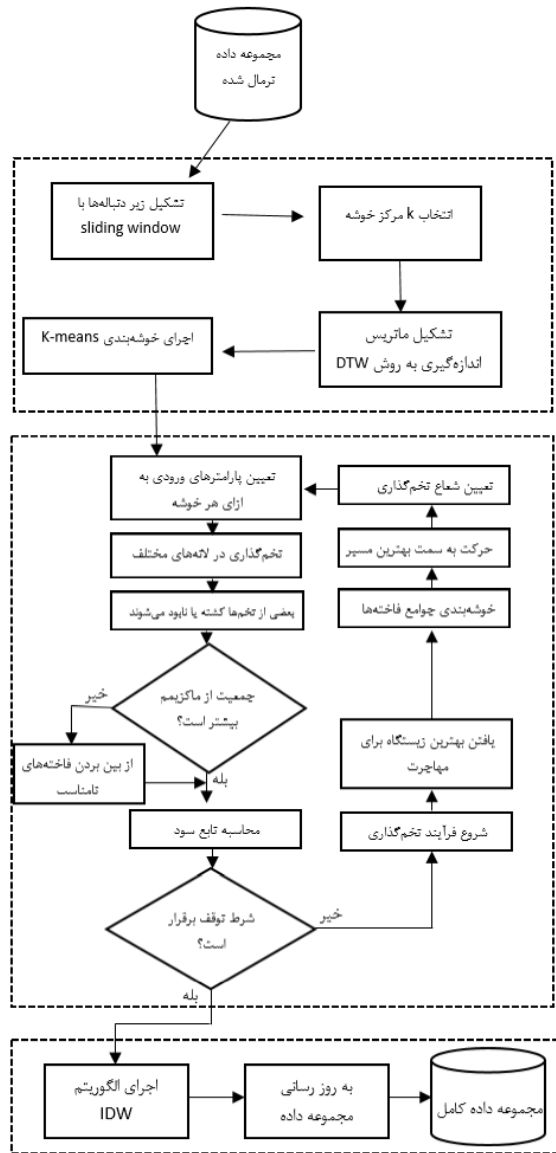 مجموعه داده
نرمال شده
تشکیل زیر دنباله‌ها با
sliding window
انتخاب k مرکز خوشه
تشکیل ماتریس
اندازه‌گیری به روش DTW
اجرای خوشه‌بندی K-means
تعیین پارامترهای ورودی به
ازای هر خوشه
تخم‌گذاری در لانه‌های مختلف
بعضی از تخم‌ها کشته یا نابود می‌شوند
جمعیت از ماکزیمم
بیشتر است؟
خیر
از بین بردن فاخته‌های
نامناسب
بله
محاسبه تابع سود
شرط توقف برقرار
است؟
خیر
شروع فرآیند تخم‌گذاری
یافتن بهترین زیستگاه برای
مهاجرت
خوشه‌بندی جوامع فاخته‌ها
حرکت به سمت بهترین مسیر
تعیین شعاع تخم‌گذاری
بله
اجرای الگوریتم
IDW
به روز رسانی
مجموعه داده
مجموعه داده کامل